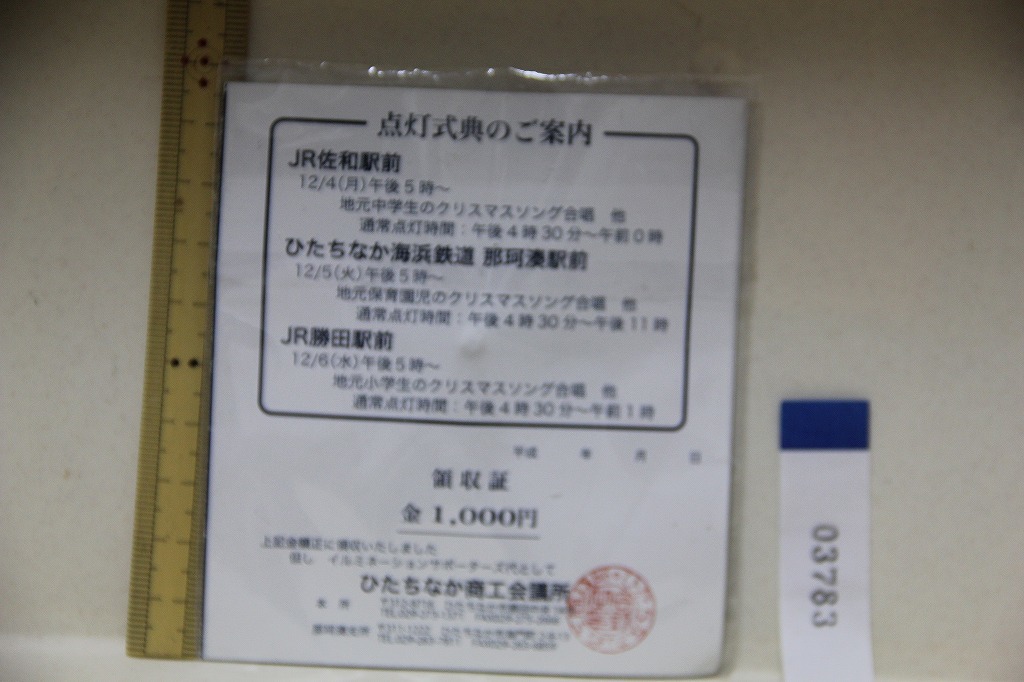 点灯式典のご案内
JR佐和駅前
12/4(月)午後5時～
地元中学生のクリスマスソング合唱 他
通常点灯時間：午後4時30分～午前0時
ひたちなか海浜鉄道 那珂湊駅前
12/5(火)午後5時～
地元保育園児のクリスマスソング合唱 他
通常点灯時間：午後4時30分～午後11時
JR勝田駅前
12/6(水)午後5時～
地元小学生のクリスマスソング合唱 他
通常点灯時間：午後4時30分～午前1時
平成 年 月 日
領収証
金 1,000円
上記金額正に領収いたしました
但し イルミネーションサポーターズ代として
ひたちなか商工会議所
03783